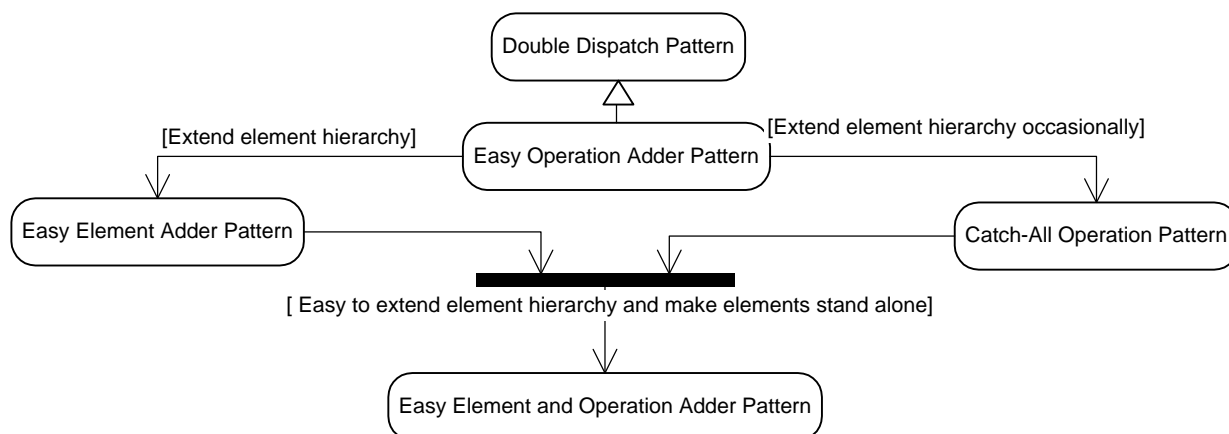 Double Dispatch Pattern
[Extend element hierarchy]
[Extend element hierarchy occasionally]
Easy Operation Adder Pattern
Easy Element Adder Pattern
Catch-All Operation Pattern
[ Easy to extend element hierarchy and make elements stand alone]
Easy Element and Operation Adder Pattern